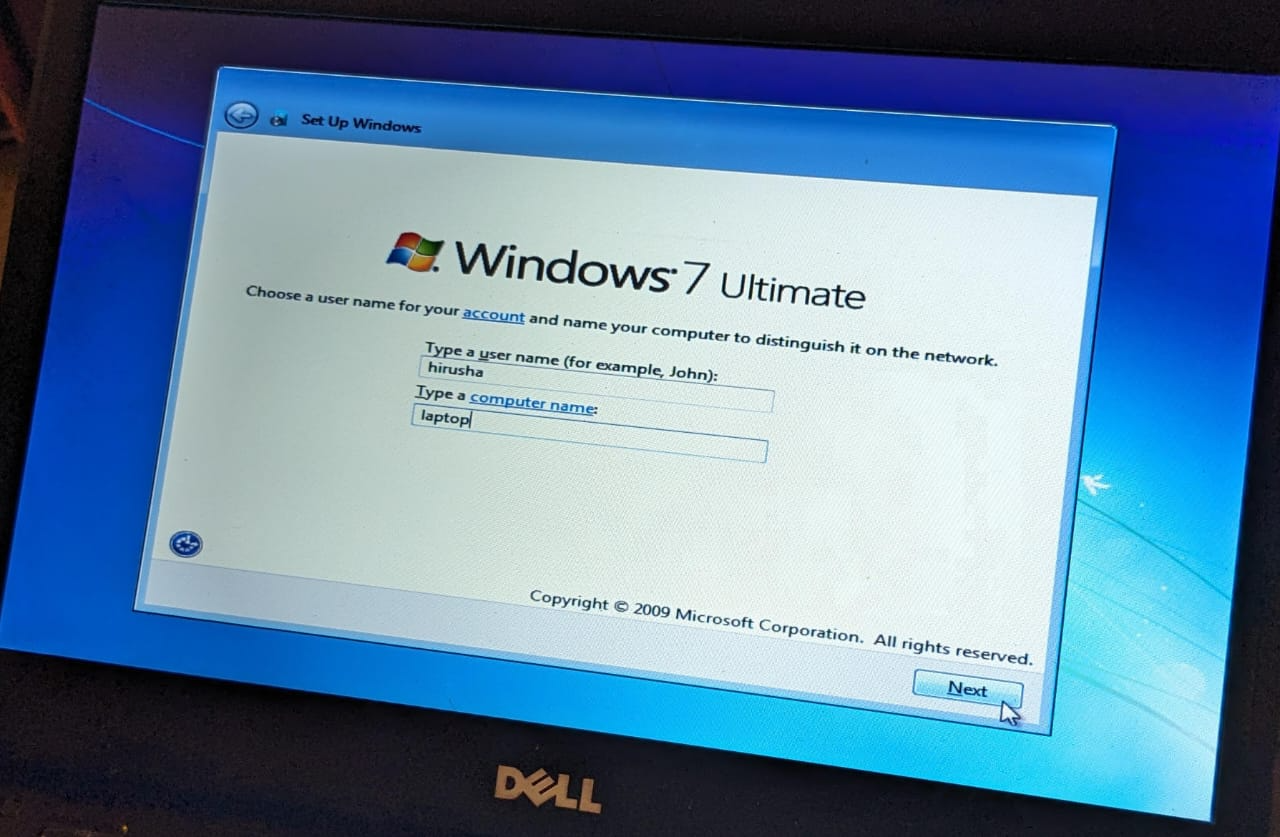 Set Up Windows
Windows 7 Ultimate
Choose a user name for your account and name your computer to distinguish it on the network.
Type a user name (for example, John):
hirusha
Type a computer name:
laptop
Copyright © 2009 Microsoft Corporation. All rights reserved.
Next
DELL